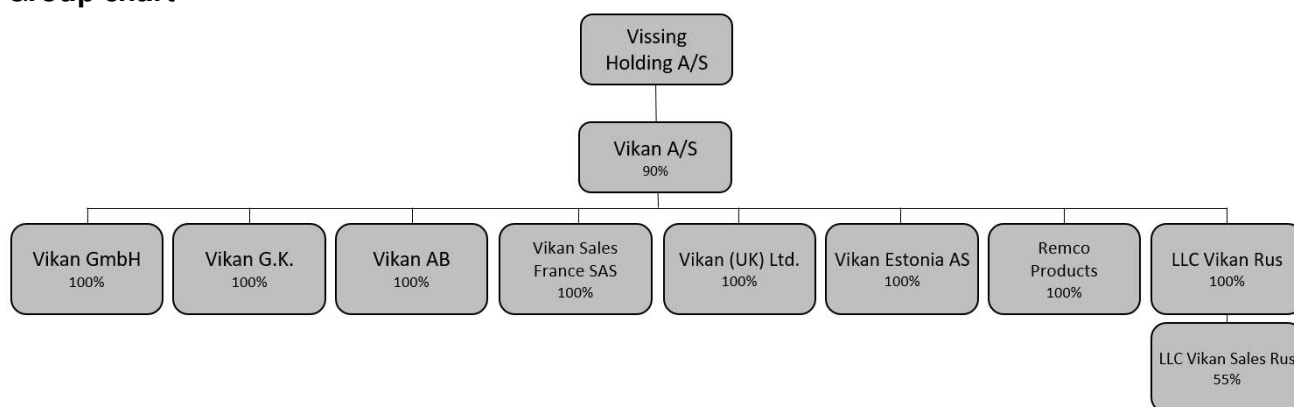 Group chart
Vissing
Holding A/S
Vikan A/S
90%
Vikan GmbH
100%
Vikan G.K.
100%
Vikan AB
100%
Vikan Sales
France SAS
100%
Vikan (UK) Ltd.
100%
Vikan Estonia AS
100%
Remco
Products
100%
LLC Vikan Rus
100%
LLC Vikan Sales Rus
55%